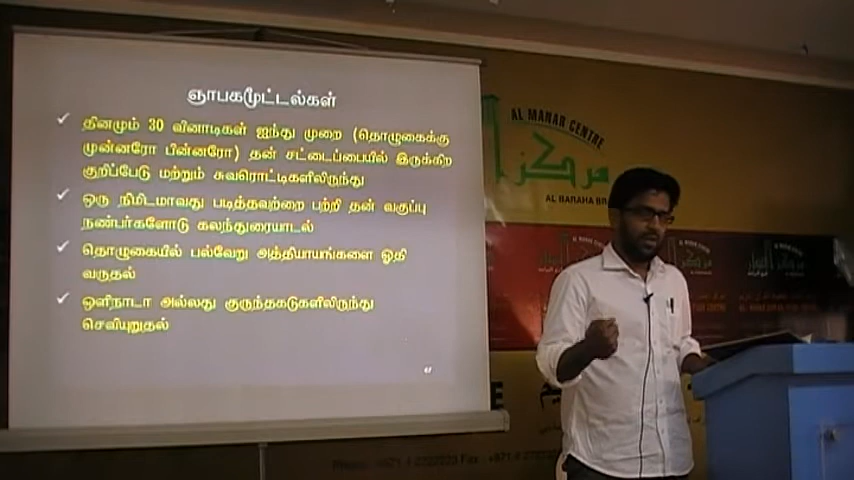 ஞாபகமூட்டல்கள்
தினமும் 30 வினாடிகள் ஐந்து முறை (தொழுகைக்கு
முன்னரோ பின்னரோ) தன் சட்டைப்பையில் இருக்கிற
குறிப்பேடு மற்றும் சுவரொட்டிகளிலிருந்து
ஒரு நிமிடமாவது படித்தவற்றை பற்றி தன் வகுப்பு
நண்பர்களோடு கலந்துரையாடல்
தொழுகையில் பல்வேறு அத்தியாயங்களை ஓதி
வருதல்
ஒளிநாடா அல்லது குருந்தகடுகளிலிருந்து
செவியுறுதல்
AL MANAR CENTRE
مركز
AL BARAHA